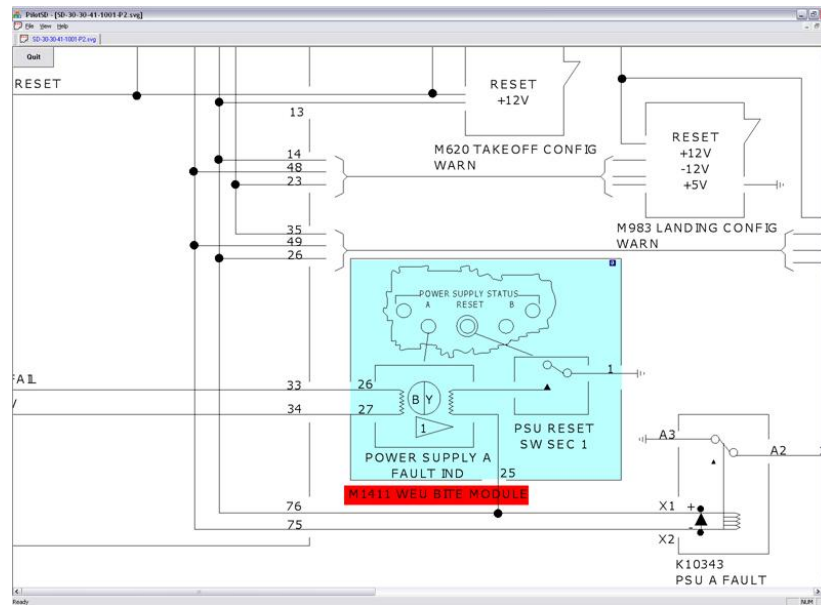 PilotSD - [SD-30-30-41-1001-P2.svg]
File View Help
SD-30-30-41-1001-P2.svg
Quit
RESET
13
RESET
+12V
M620 TAKEOFF CONFIG
WARN
14
48
23
RESET
+12V
-12V
+5V
M983 LANDING CONFIG
WARN
35
49
26
POWER SUPPLY STATUS
A RESET B
33 26
34 27
B Y
1
1
POWER SUPPLY A
FAULT IND
PSU RESET
SW SEC 1
25
M1411 WEU BITE MODULE
A3
A2
76
75
X1 +
X2 -
K10343
PSU A FAULT
Ready
NUM